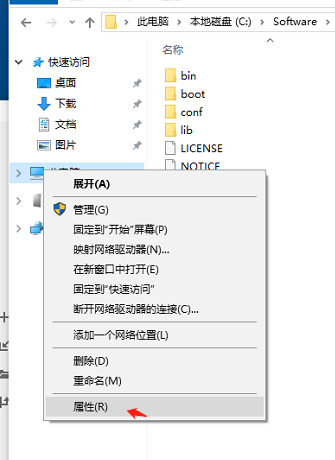 此电脑 > 本地磁盘 (C:) > Software >
名称
快速访问
桌面
下载
文档
图片
bin
boot
conf
lib
LICENSE
NOTICE
展开(A)
管理(G)
固定到"开始"屏幕(P)
映射网络驱动器(N)...
在新窗口中打开(E)
固定到"快速访问"
断开网络驱动器的连接(C)...
添加一个网络位置(L)
删除(D)
重命名(M)
属性(R)